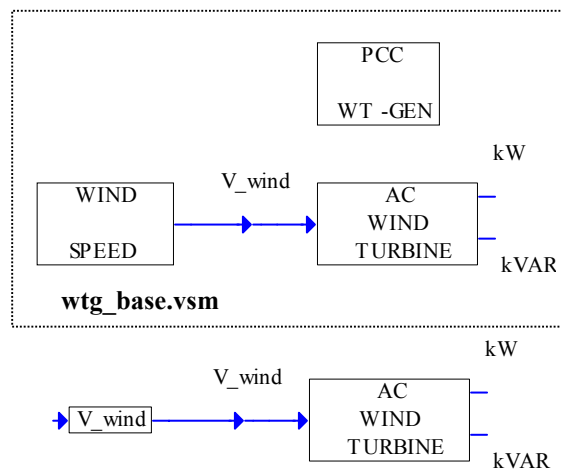 PCC
WT -GEN
kW
V_wind
WIND
SPEED
AC
WIND
TURBINE
kVAR
wtg_base.vsm
kW
V_wind
V_wind
AC
WIND
TURBINE
kVAR